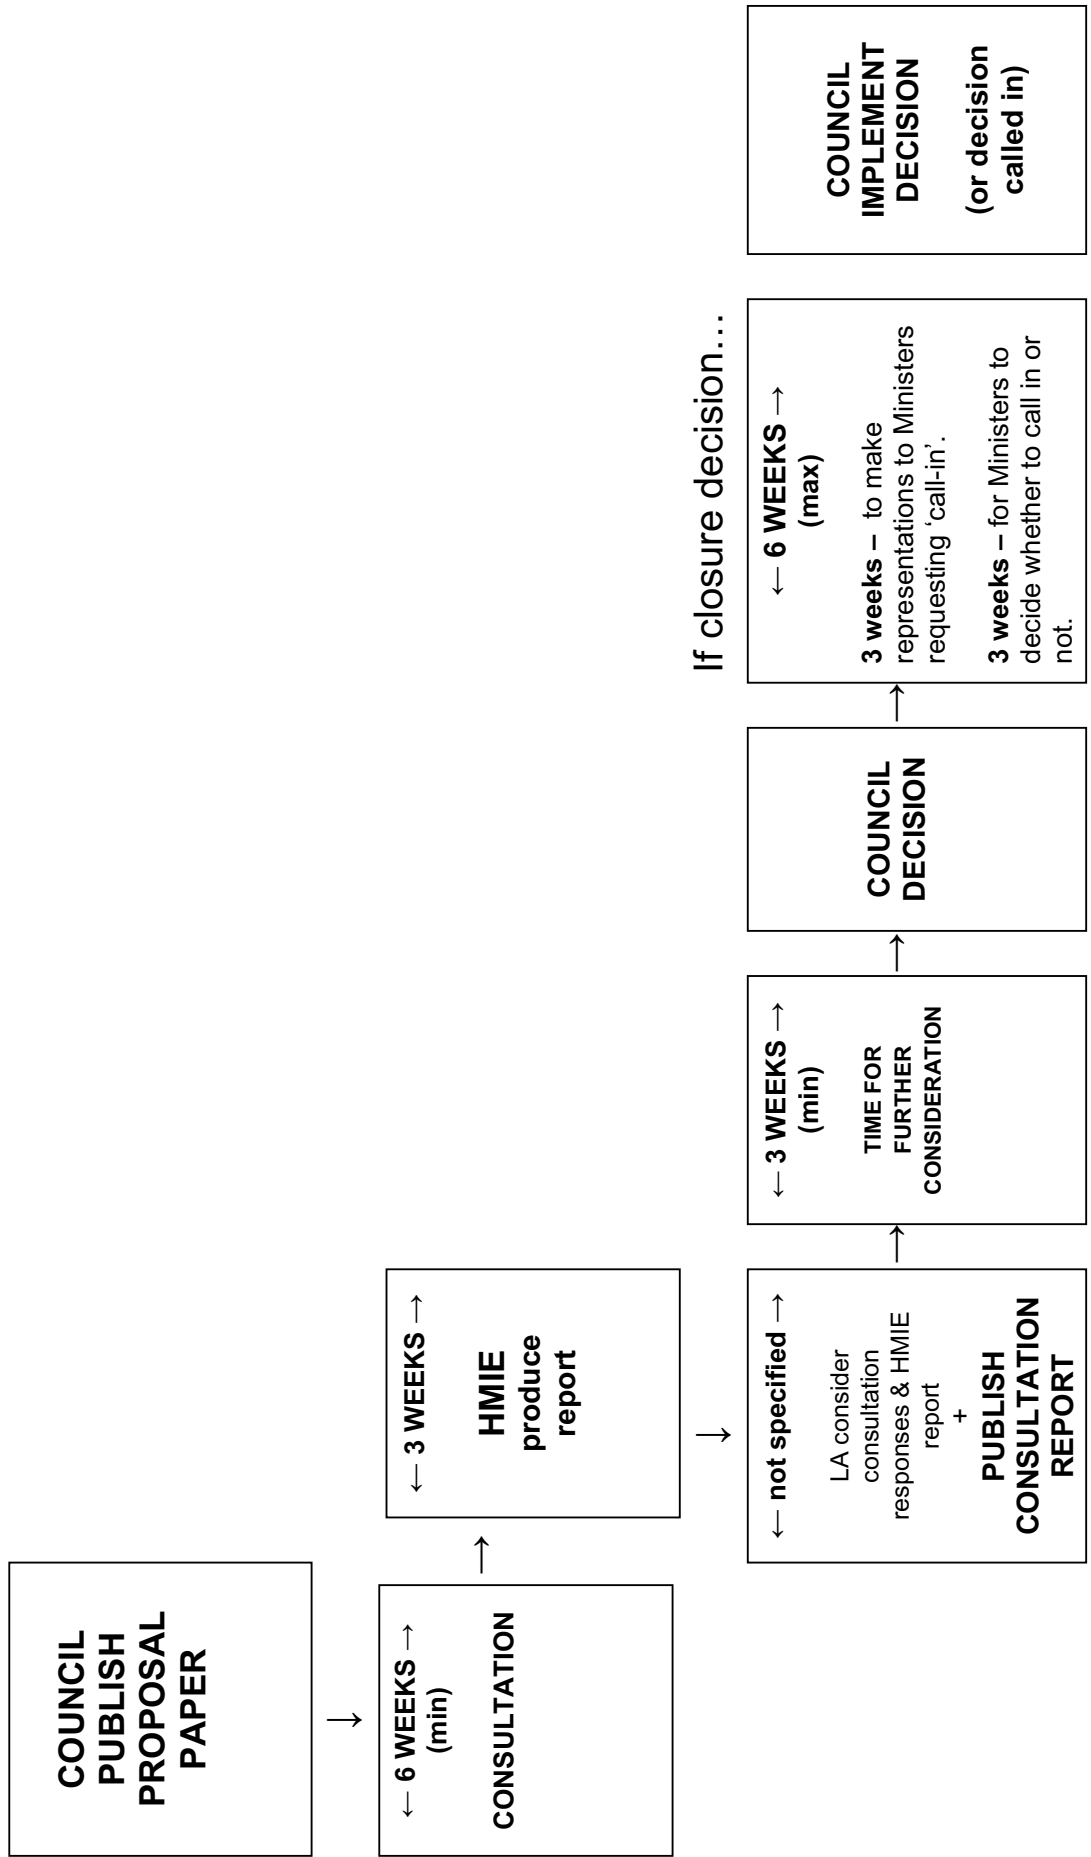 COUNCIL
PUBLISH
PROPOSAL
PAPER
↓
← 6 WEEKS →
(min)
CONSULTATION
→
← 3 WEEKS →
HMIE
produce
report
↓
← not specified →
LA consider
consultation
responses & HMIE
report
+
PUBLISH
CONSULTATION
REPORT
→
← 3 WEEKS →
(min)
TIME FOR
FURTHER
CONSIDERATION
→
COUNCIL
DECISION
→
If closure decision…
← 6 WEEKS →
(max)
3 weeks – to make
representations to Ministers
requesting ‘call-in’.
3 weeks – for Ministers to
decide whether to call in or
not.
COUNCIL
IMPLEMENT
DECISION
(or decision
called in)